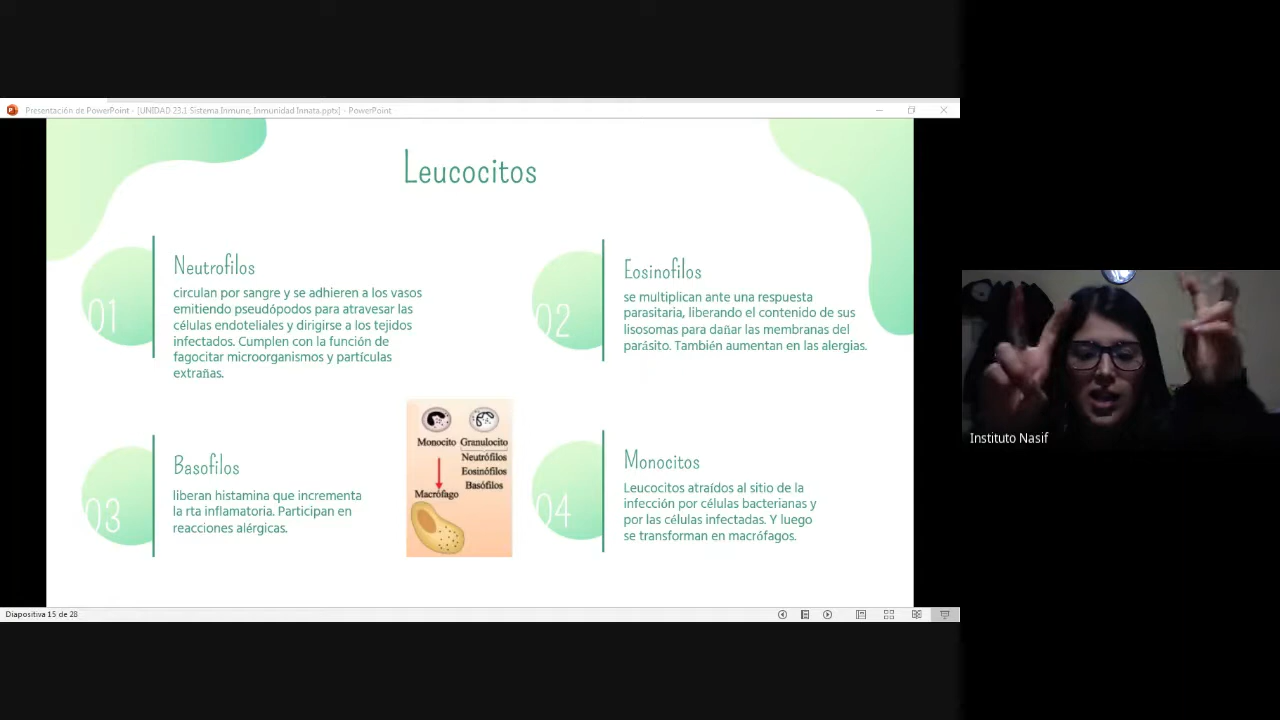 Presentación de PowerPoint - [UNIDAD 23.1 Sistema Inmune, Inmunidad Innata.pptx] - PowerPoint
Leucocitos
01
Neutrofilos
circulan por sangre y se adhieren a los vasos
emitiendo pseudópodos para atravesar las
células endoteliales y dirigirse a los tejidos
infectados. Cumplen con la función de
fagocitar microorganismos y partículas
extrañas.
02
Eosinofilos
se multiplican ante una respuesta
parasitaria, liberando el contenido de sus
lisosomas para dañar las membranas del
parásito. También aumentan en las alergias.
03
Basofilos
liberan histamina que incrementa
la rta inflamatoria. Participan en
reacciones alérgicas.
Monocito Granulocito
Neutrófilos
Eosinófilos
Basófilos
Macrófago
04
Monocitos
Leucocitos atraídos al sitio de la
infección por células bacterianas y
por las células infectadas. Y luego
se transforman en macrófagos.
Instituto Nasif
Diapositiva 15 de 28